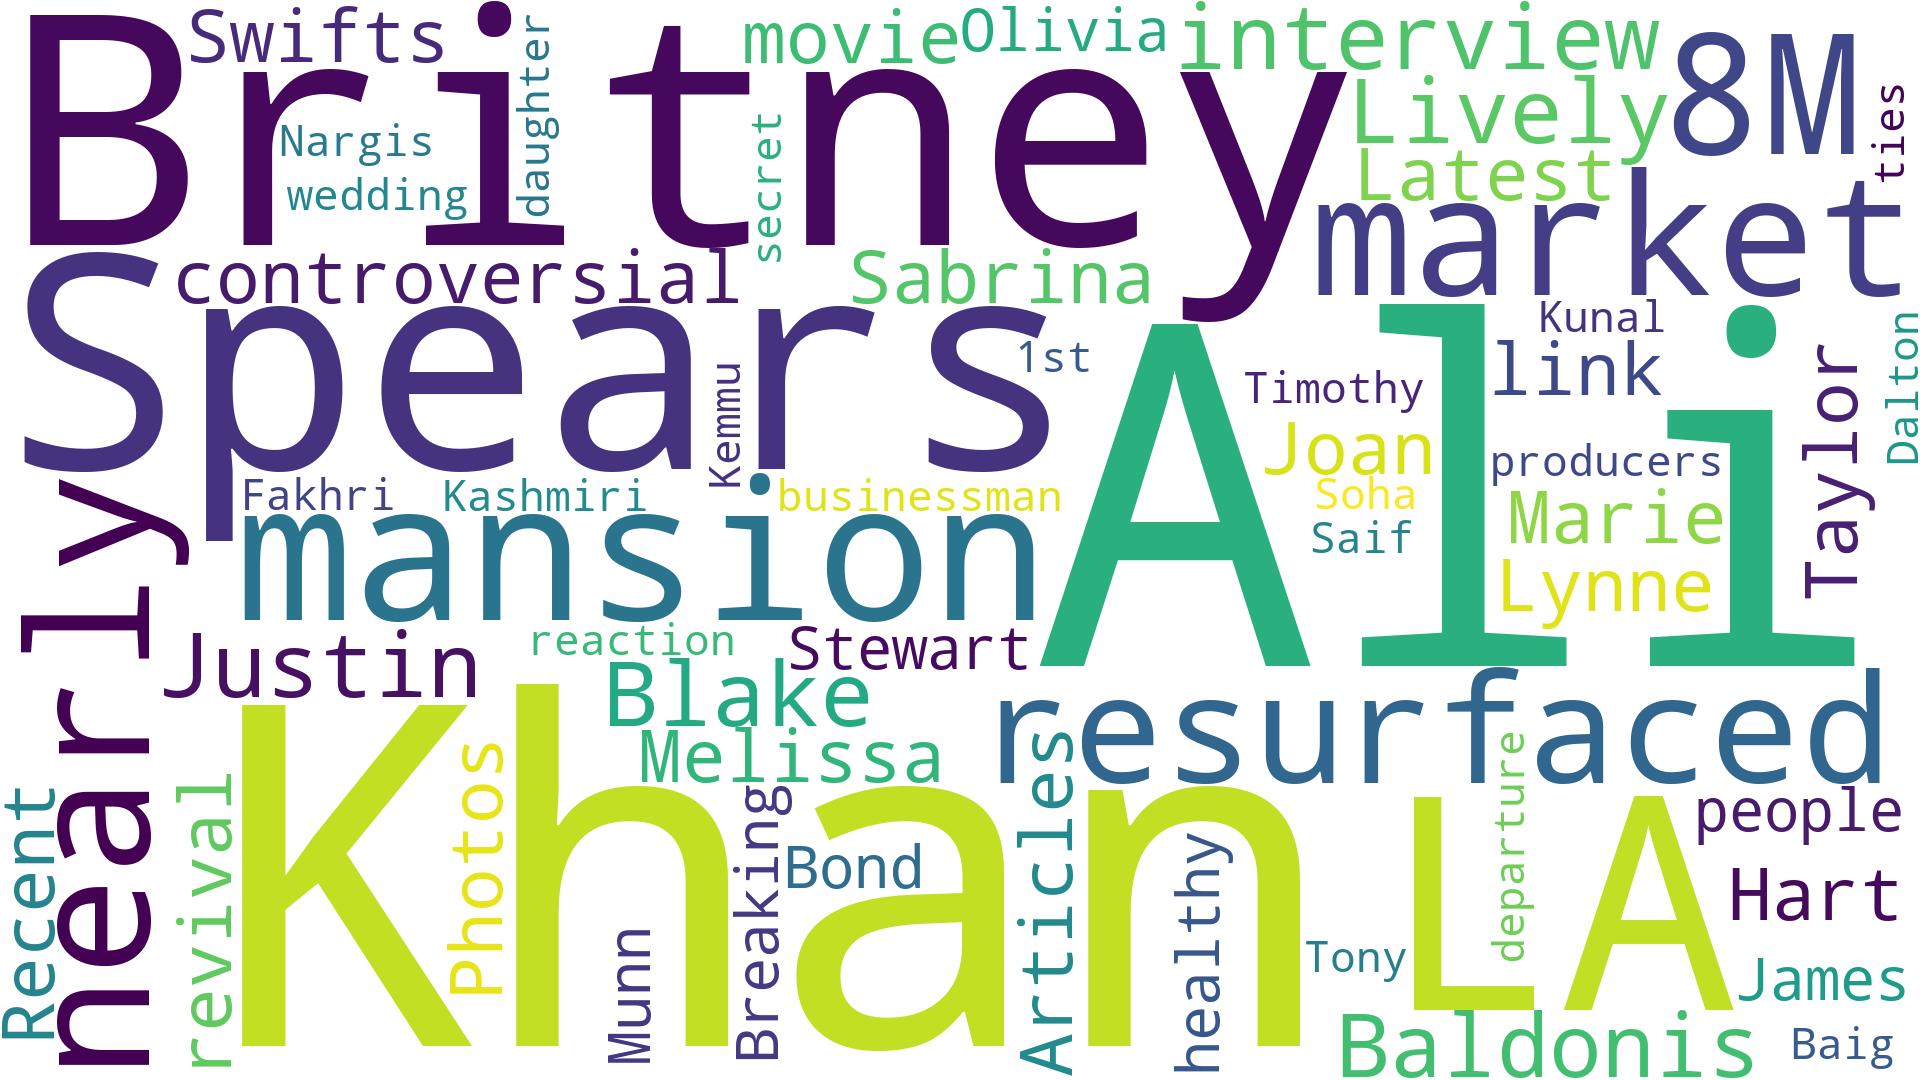 Britney
Swifts
daughter
movie
Olivia
interview
8M
ties
Nargis
wedding
secret
Lively
Latest
market
Spears
controversial
Sabrina
Ali
1st
Kunal
link
Timothy
Taylor
Dalton
Kemmu
Joan
producers
Soha
Saif
Marie
Lynne
Fakhri
Kashmiri
businessman
mansion
nearly
Justin
reaction
Stewart
Blake
Melissa
resurfaced
Khan
Photos
revival
Recent
Munn
Breaking
Bond
Articles
healthy
Tony
LA
departure
people
Hart
James
Baldonis
Baig